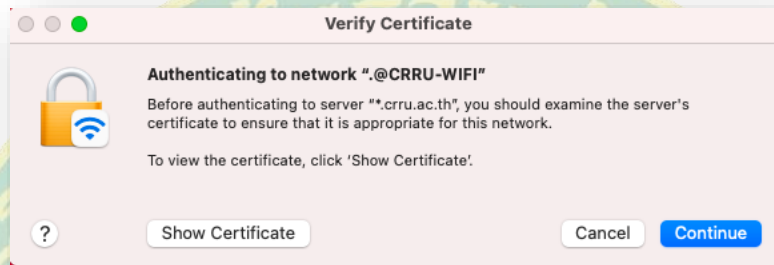 Verify Certificate
Authenticating to network “.@CRRU-WIFI”
Before authenticating to server “*.crru.ac.th”, you should examine the server's
certificate to ensure that it is appropriate for this network.
To view the certificate, click ‘Show Certificate’.
?
Show Certificate
Cancel
Continue